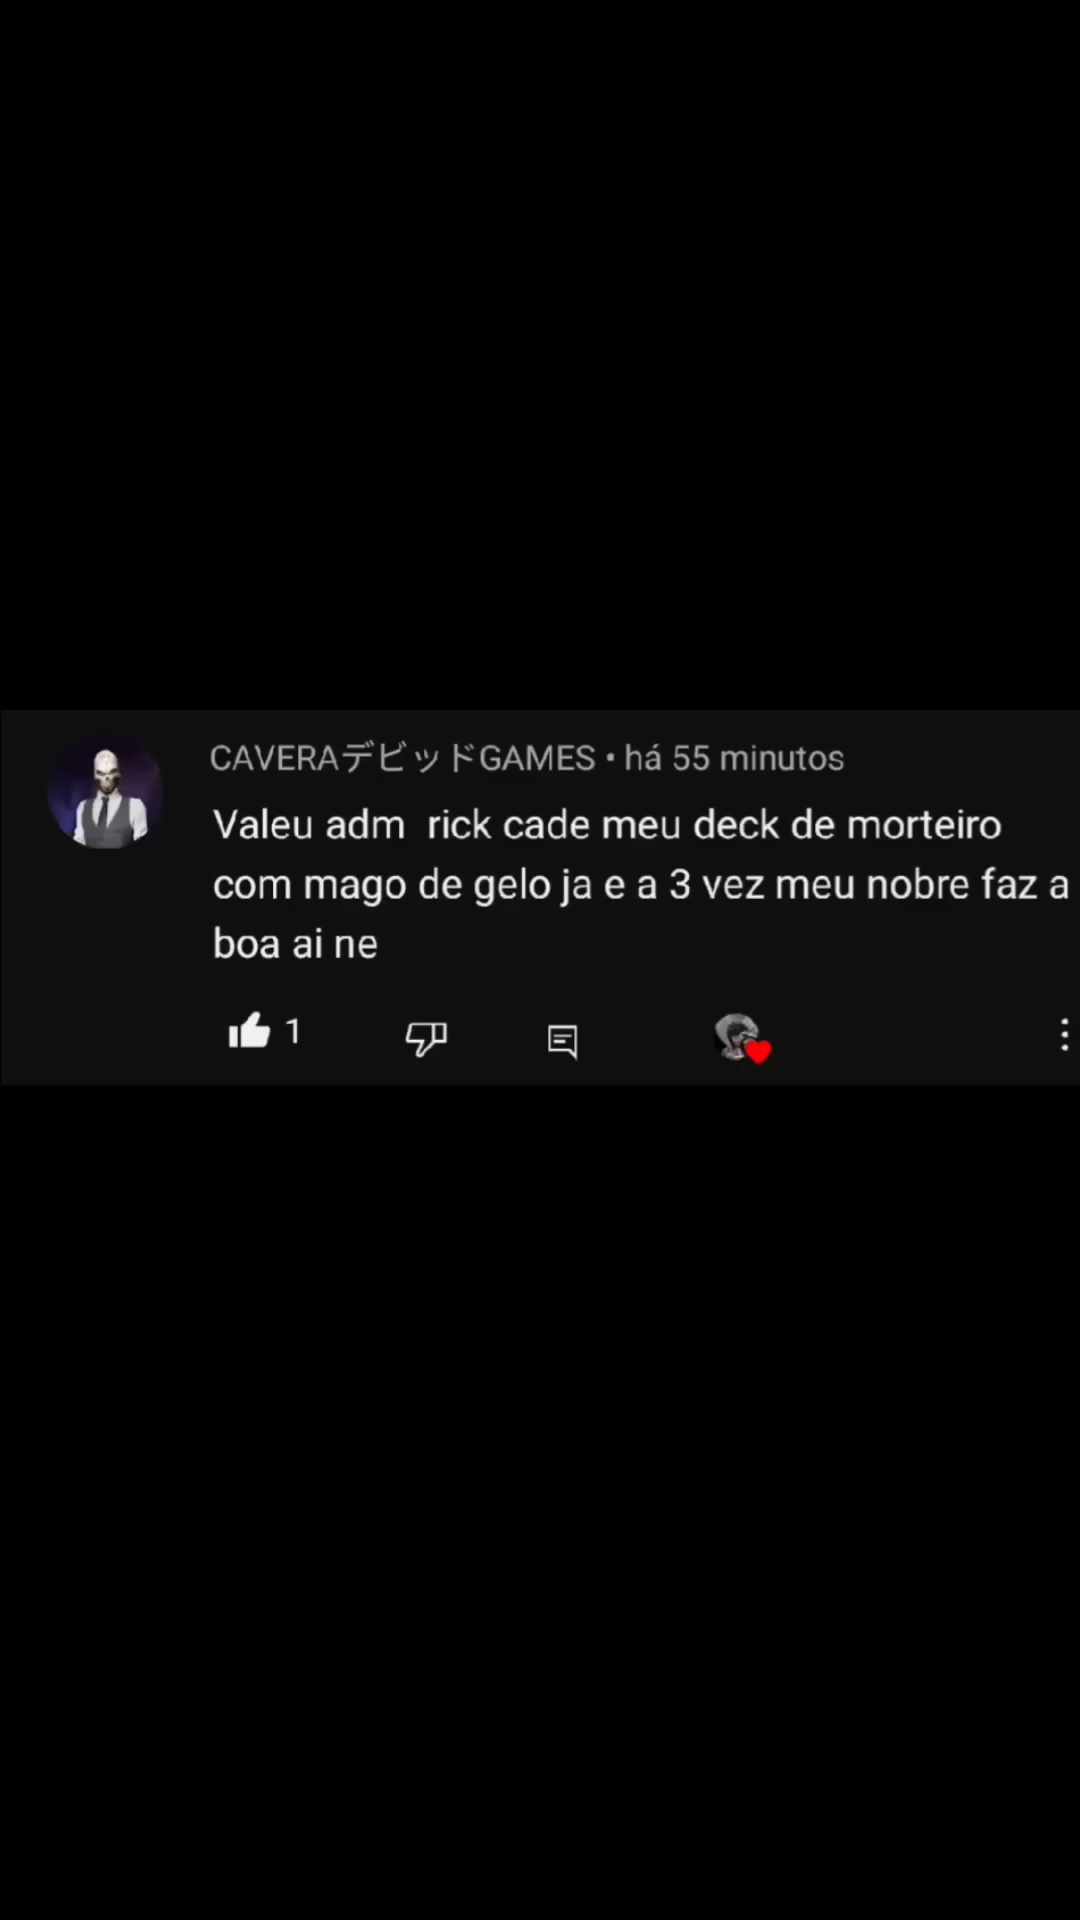 CAVERAデビッドGAMES • há 55 minutos
Valeu adm  rick cade meu deck de morteiro
com mago de gelo ja e a 3 vez meu nobre faz a
boa ai ne
1